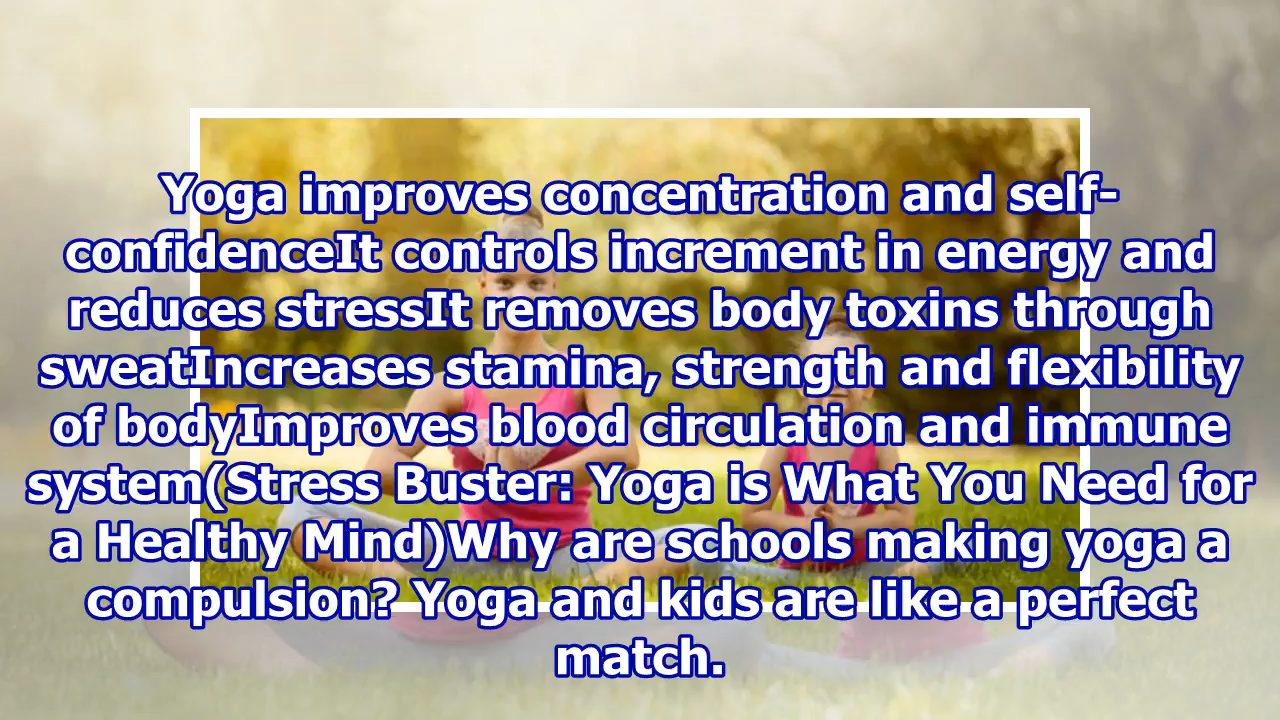 Yoga improves concentration and self-
confidenceIt controls increment in energy and
reduces stressIt removes body toxins through
sweatIncreases stamina, strength and flexibility
of bodyImproves blood circulation and immune
system(Stress Buster: Yoga is What You Need for
a Healthy Mind)Why are schools making yoga a
compulsion? Yoga and kids are like a perfect
match.